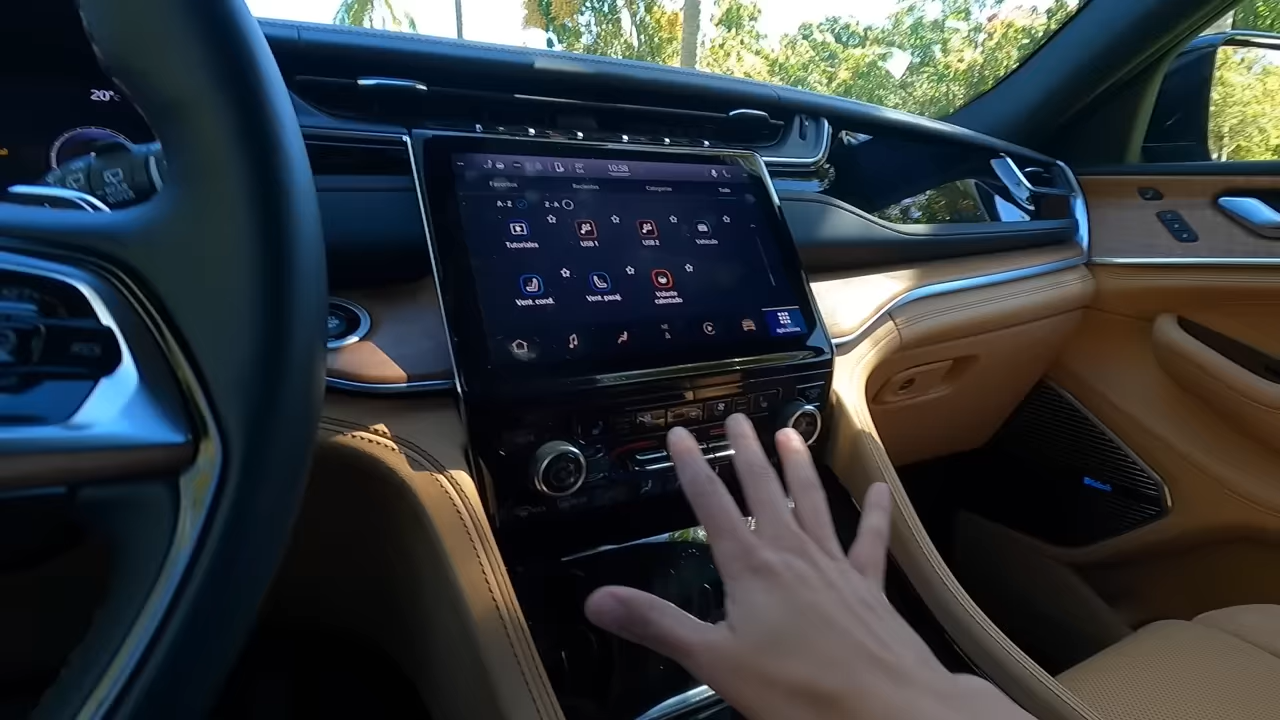 20°c
10:58
Favoritos Recientes Categorías Todo
A-Z Z-A
Tutoriales USB 1 USB 2 Vehículo
Vent. cond. Vent. pasaj. Volante
calentado
Aplicaciones